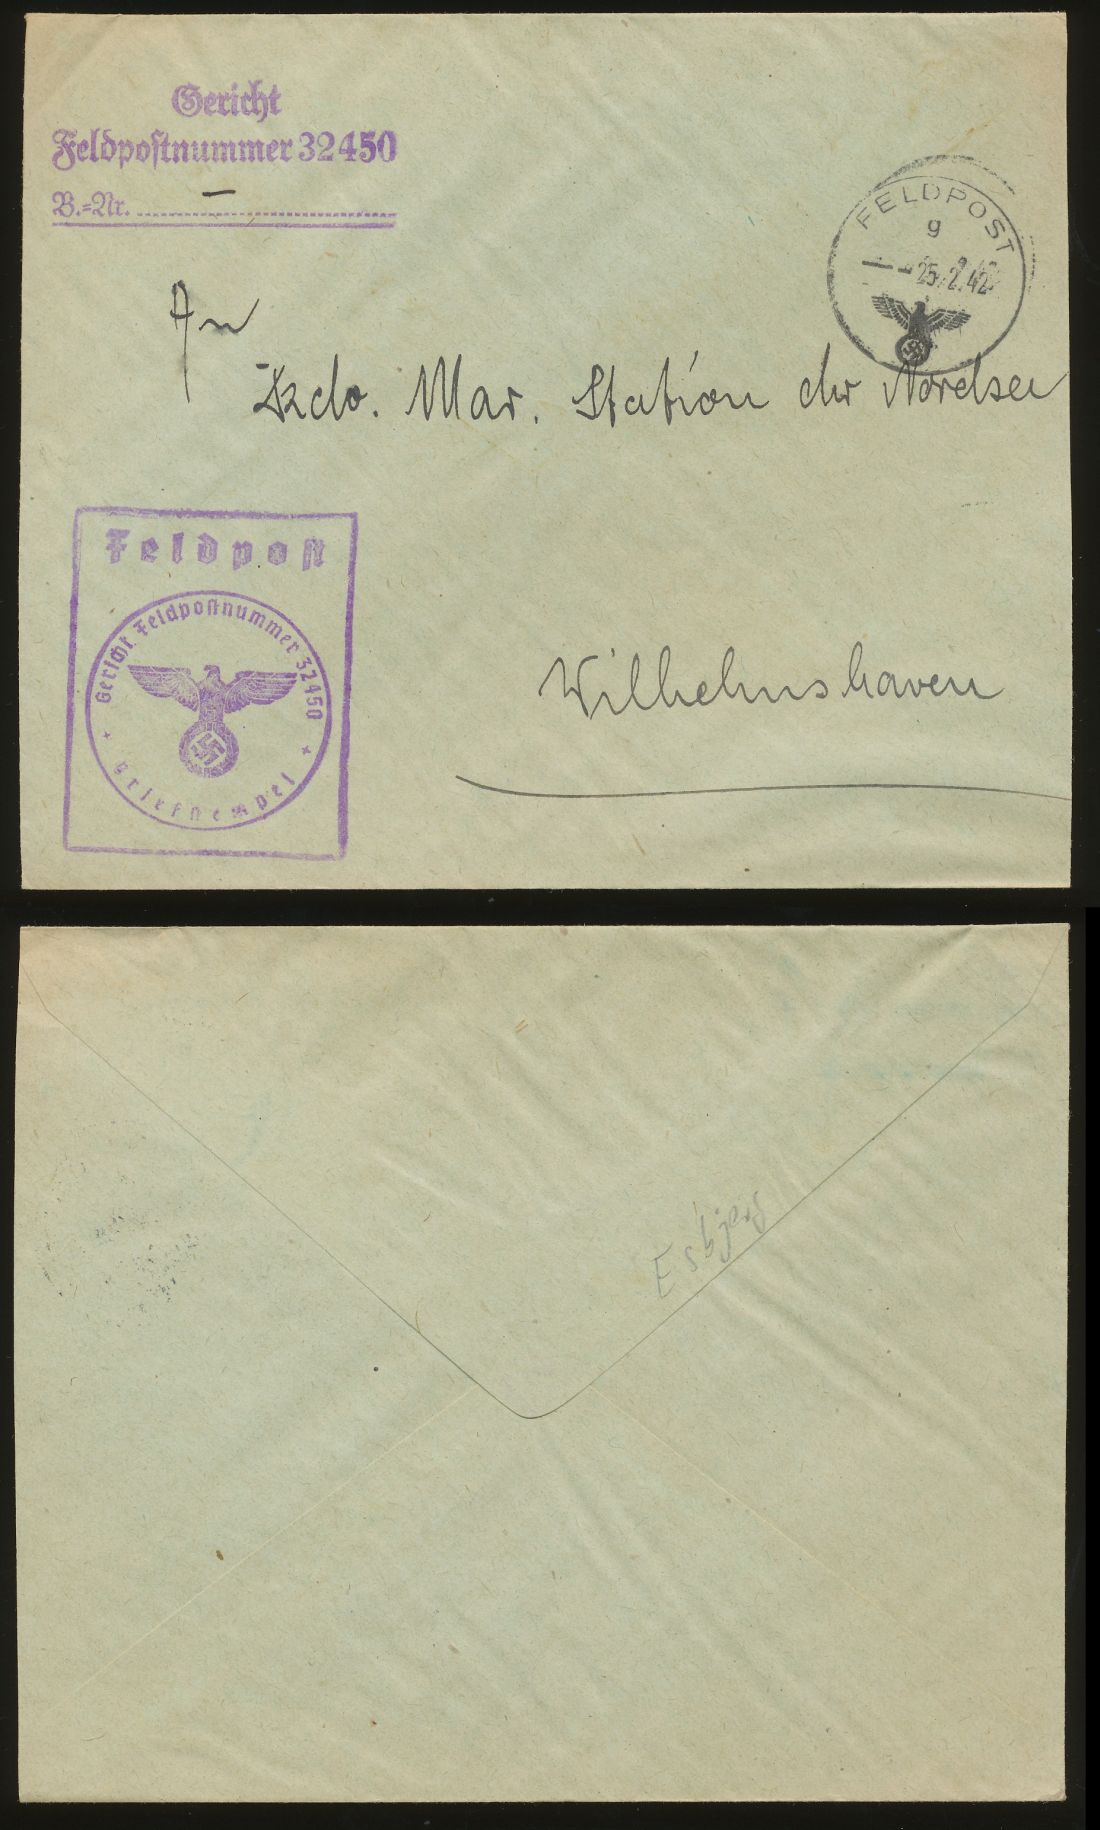 Gericht
Feldpostnummer 32450
B.=Nr. —
FELDPOST
g
25.2.42
An
Kdo. Mar. Station der Nordsee
Feldpost
Gericht Feldpostnummer 32450
Briefstempel
Wilhelmshaven
Esbjerg